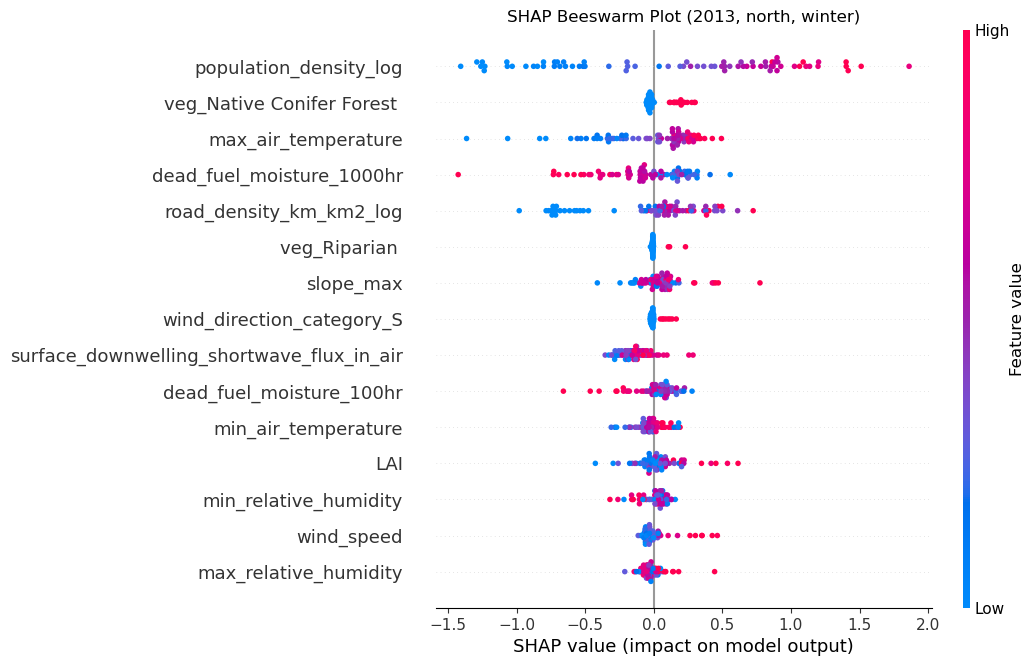 SHAP Beeswarm Plot (2013, north, winter)
High
population_density_log
veg_Native Conifer Forest
max_air_temperature
dead_fuel_moisture_1000hr
road_density_km_km2_log
veg_Riparian
slope_max
wind_direction_category_S
surface_downwelling_shortwave_flux_in_air
dead_fuel_moisture_100hr
min_air_temperature
LAI
min_relative_humidity
wind_speed
max_relative_humidity
Feature value
Low
−1.5 −1.0 −0.5 0.0 0.5 1.0 1.5 2.0
SHAP value (impact on model output)